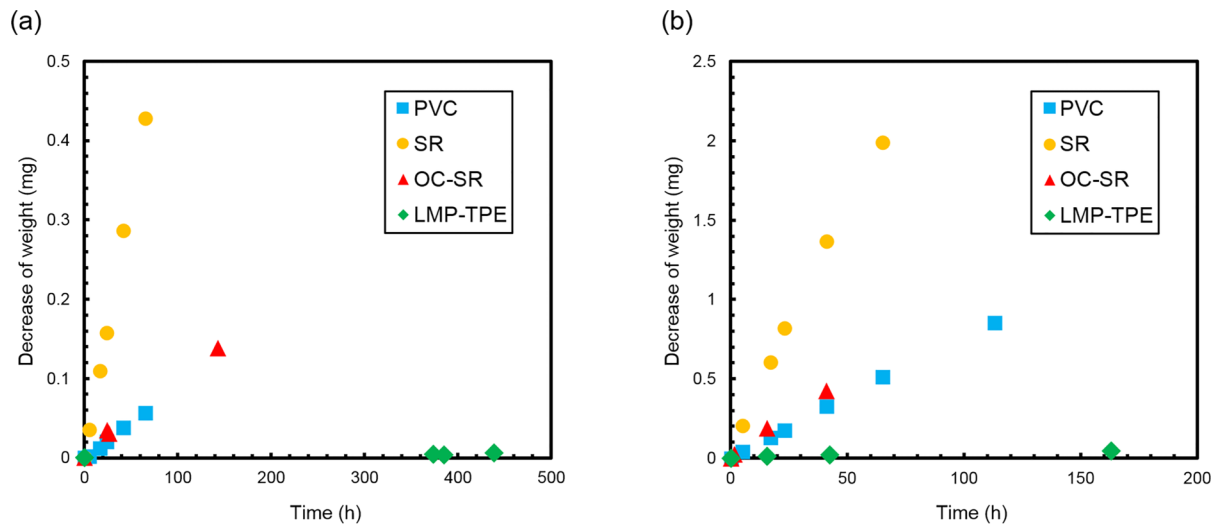 (a)
Decrease of weight (mg)
0.5
0.4
0.3
0.2
0.1
0
0 100 200 300 400 500
Time (h)
PVC
SR
OC-SR
LMP-TPE
(b)
Decrease of weight (mg)
2.5
2
1.5
1
0.5
0
0 50 100 150 200
Time (h)
PVC
SR
OC-SR
LMP-TPE